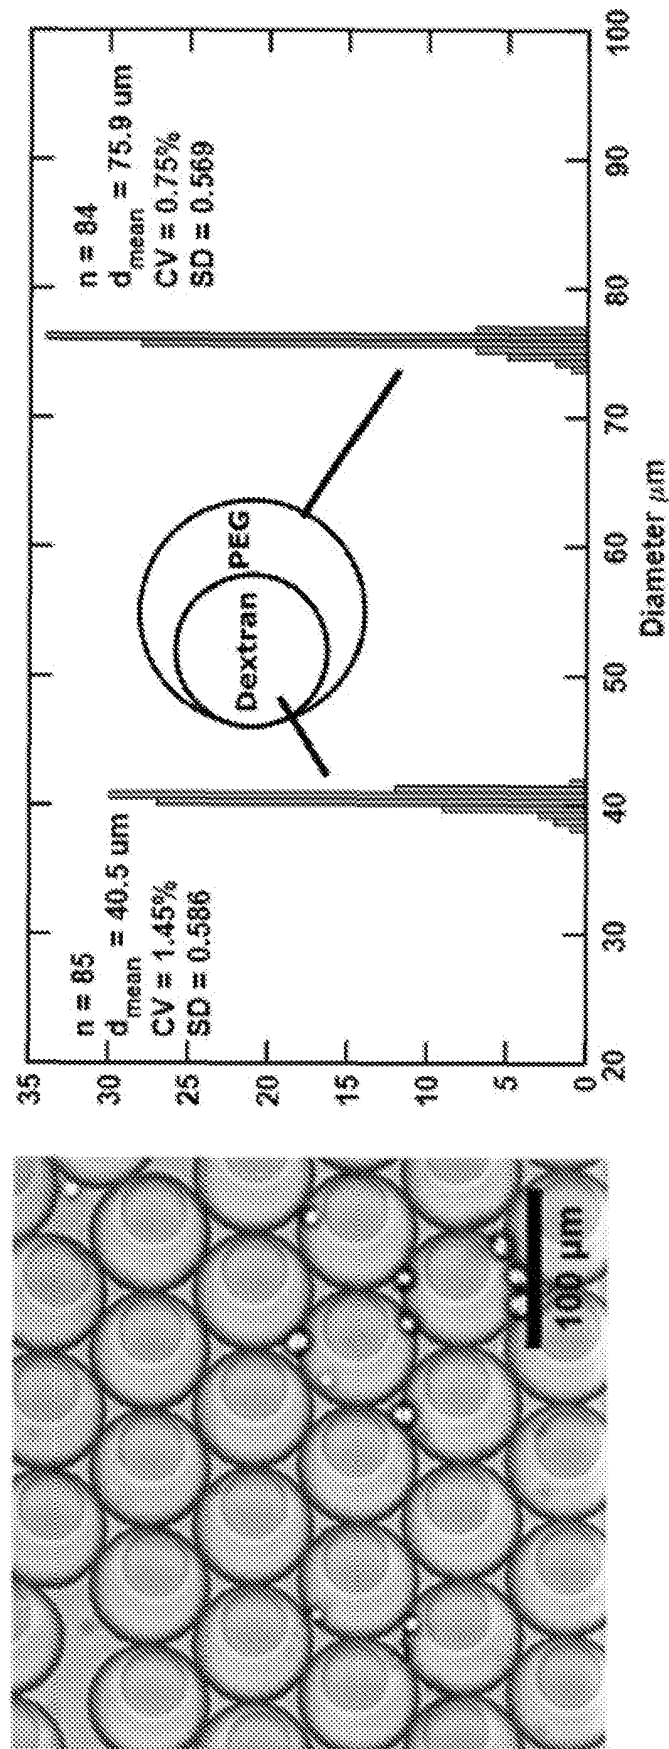 100 μm
35
30
25
20
15
10
5
0
n = 85
d_mean = 40.5 um
CV = 1.45%
SD = 0.586
Dextran
PEG
n = 84
d_mean = 75.9 um
CV = 0.75%
SD = 0.569
20
30
40
50
60
70
80
90
100
Diameter μm